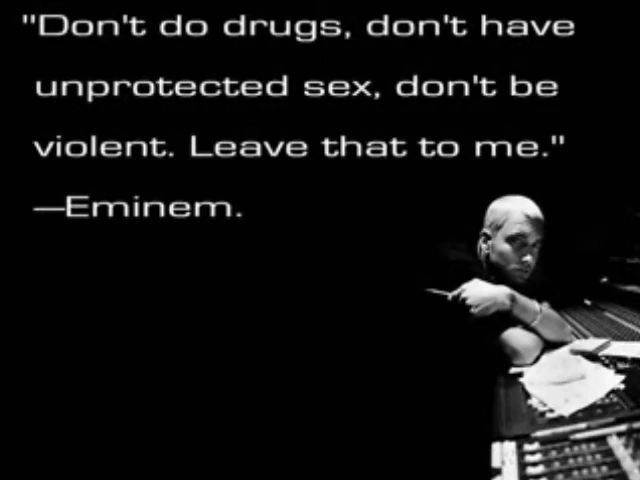 "Don't do drugs, don't have
unprotected sex, don't be
violent. Leave that to me."
—Eminem.